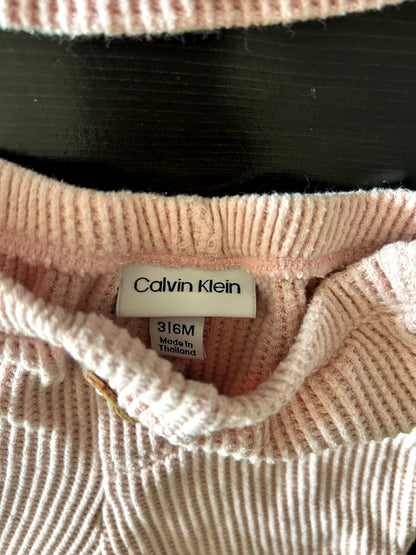 Calvin Klein
3|6M
Made in
Thailand